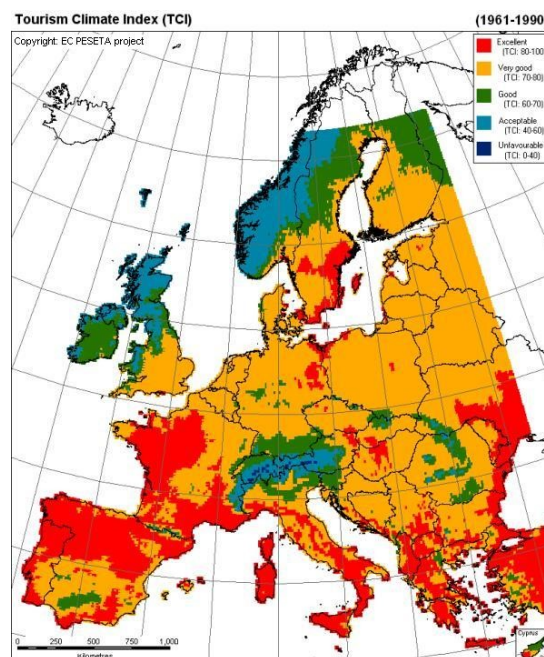 Tourism Climate Index (TCI)
(1961-1990)
Copyright: EC PESETA project
Excellent
(TCI: 80-100
Very good
(TCI: 70-80)
Good
(TCI: 60-70)
Acceptable
(TCI: 40-60)
Unfavourable
(TCI: 0-40)
Cyprus
0 250 500 750 1,000
Kilometres